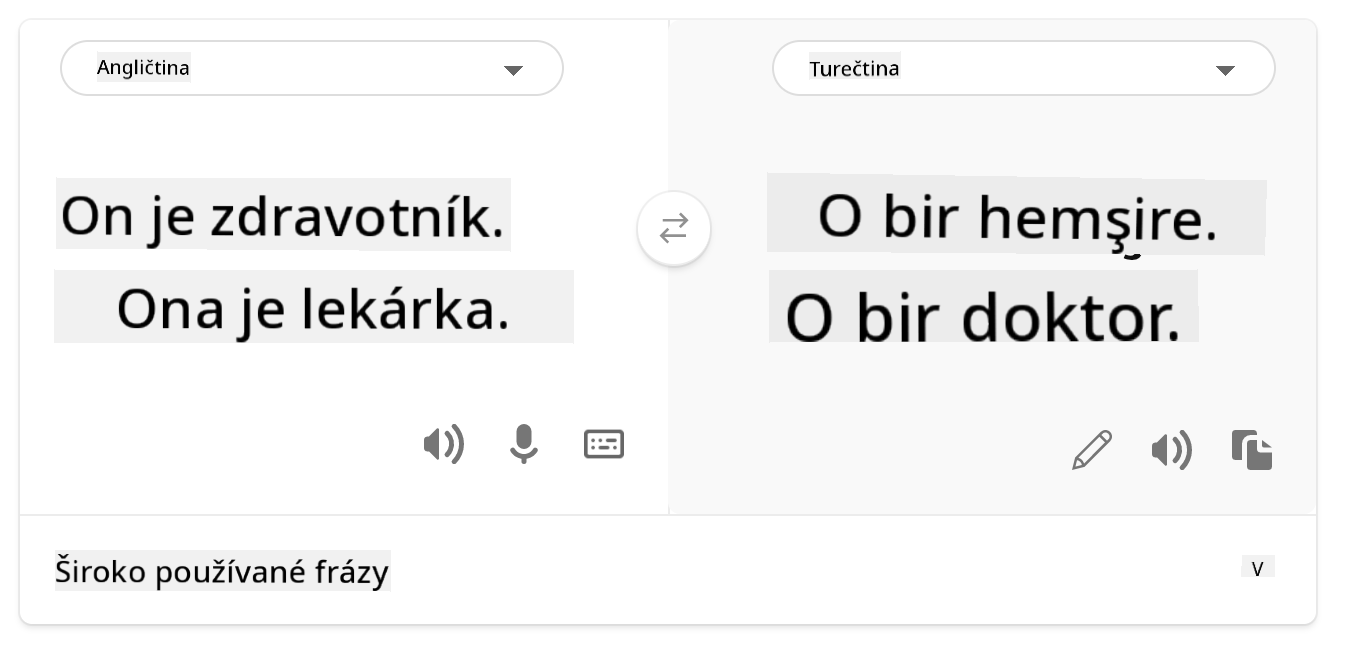 Angličtina
Turečtina
On je zdravotník.
Ona je lekárka.
O bir hemşire.
O bir doktor.
Široko používané frázy
V